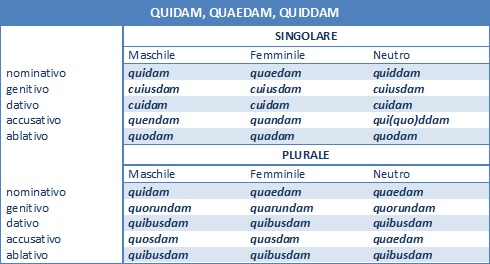 QUIDAM, QUAEDAM, QUIDDAM
SINGOLARE
Maschile Femminile Neutro
nominativo quidam quaedam quiddam
genitivo cuiusdam cuiusdam cuiusdam
dativo cuidam cuidam cuidam
accusativo quendam quandam qui(quo)ddam
ablativo quodam quadam quodam
PLURALE
Maschile Femminile Neutro
nominativo quidam quaedam quaedam
genitivo quorundam quarundam quorundam
dativo quibusdam quibusdam quibusdam
accusativo quosdam quasdam quaedam
ablativo quibusdam quibusdam quibusdam